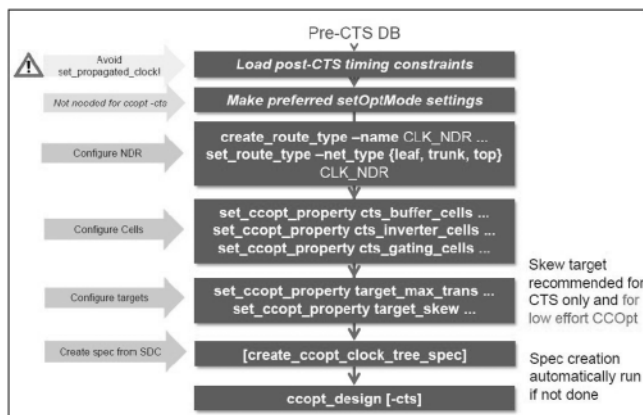 Pre-CTS DB
Avoid
set_propagated_clock!
Load post-CTS timing constraints
Not needed for ccopt -cts
Make preferred setOptMode settings
Configure NDR
create_route_type –name CLK_NDR ...
set_route_type –net_type {leaf, trunk, top}
CLK_NDR
Configure Cells
set_ccopt_property cts_buffer_cells ...
set_ccopt_property cts_inverter_cells ...
set_ccopt_property cts_gating_cells ...
Configure targets
set_ccopt_property target_max_trans ...
set_ccopt_property target_skew ...
Skew target
recommended for
CTS only and for
low effort CCOpt
Create spec from SDC
[create_ccopt_clock_tree_spec]
Spec creation
automatically run
if not done
ccopt_design [-cts]